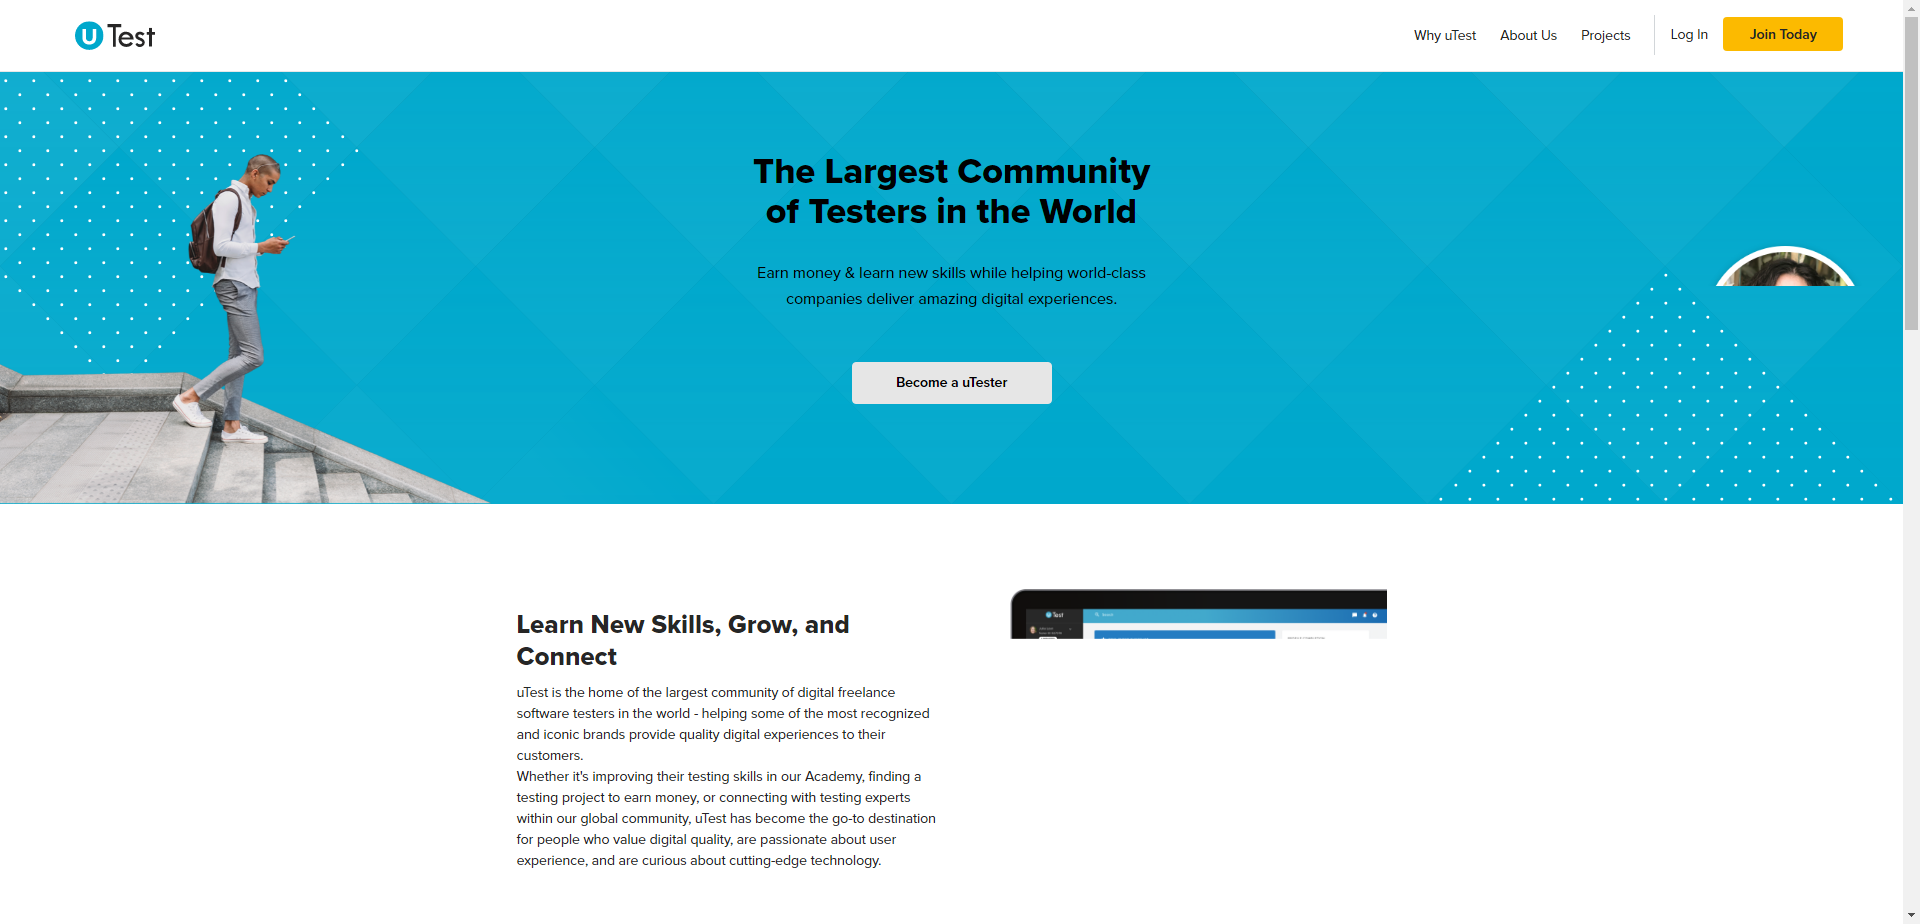 uTest
Why uTest
About Us
Projects
Log In
Join Today
The Largest Community
of Testers in the World
Earn money & learn new skills while helping world-class
companies deliver amazing digital experiences.
Become a uTester
Learn New Skills, Grow, and
Connect
uTest is the home of the largest community of digital freelance
software testers in the world - helping some of the most recognized
and iconic brands provide quality digital experiences to their
customers.
Whether it's improving their testing skills in our Academy, finding a
testing project to earn money, or connecting with testing experts
within our global community, uTest has become the go-to destination
for people who value digital quality, are passionate about user
experience, and are curious about cutting-edge technology.
uTest